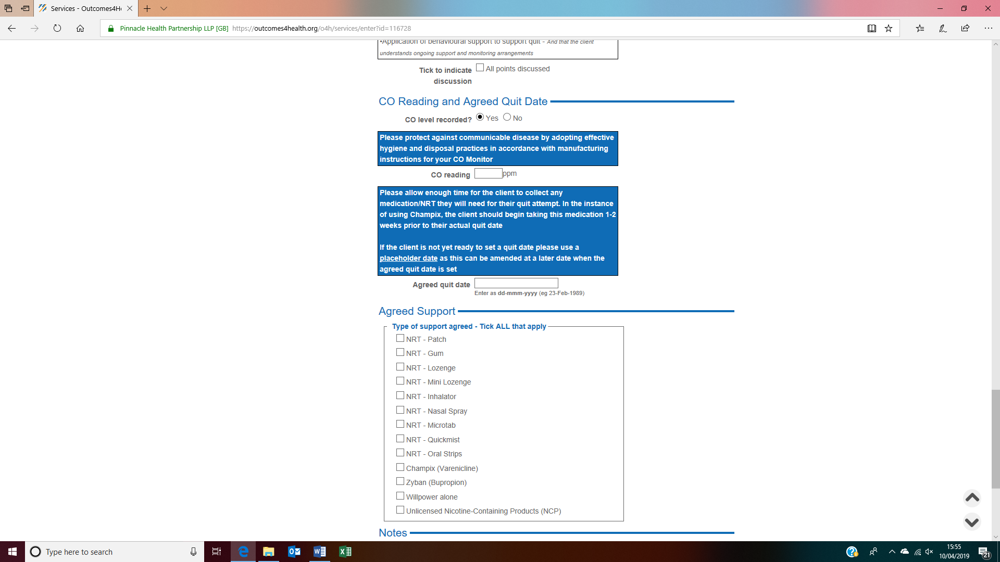 Services - Outcomes4He
Pinnacle Health Partnership LLP [GB] https://outcomes4health.org/o4h/services/enter?id=116728
•Application of behavioural support to support quit - And that the client
understands ongoing support and monitoring arrangements
Tick to indicate
discussion
All points discussed
CO Reading and Agreed Quit Date
CO level recorded? Yes No
Please protect against communicable disease by adopting effective
hygiene and disposal practices in accordance with manufacturing
instructions for your CO Monitor
CO reading ppm
Please allow enough time for the client to collect any
medication/NRT they will need for their quit attempt. In the instance
of using Champix, the client should begin taking this medication 1-2
weeks prior to their actual quit date
If the client is not yet ready to set a quit date please use a
placeholder date as this can be amended at a later date when the
agreed quit date is set
Agreed quit date
Enter as dd-mmm-yyyy (eg 23-Feb-1989)
Agreed Support
Type of support agreed - Tick ALL that apply
NRT - Patch
NRT - Gum
NRT - Lozenge
NRT - Mini Lozenge
NRT - Inhalator
NRT - Nasal Spray
NRT - Microtab
NRT - Quickmist
NRT - Oral Strips
Champix (Varenicline)
Zyban (Bupropion)
Willpower alone
Unlicensed Nicotine-Containing Products (NCP)
Notes
Type here to search
15:55
10/04/2019
21